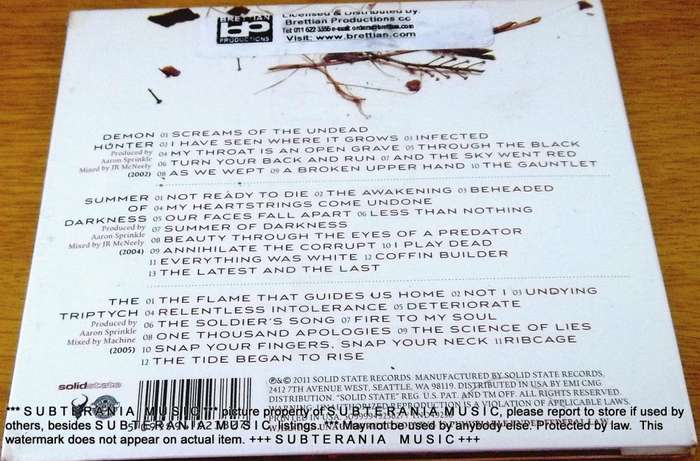 BRETTIAN
bp
PRODUCTIONS
Licensed & Distributed by:
Brettian Productions cc
Tel 011 622 3356 e-mail: orders@brettian.com
Visit: www.brettian.com
DEMON 01 SCREAMS OF THE UNDEAD
HUNTER 02 I HAVE SEEN WHERE IT GROWS 03 INFECTED
Produced by 04 MY THROAT IS AN OPEN GRAVE 05 THROUGH THE BLACK
Aaron Sprinkle 06 TURN YOUR BACK AND RUN 07 AND THE SKY WENT RED
Mixed by JR McNeely
(2002) 08 AS WE WEPT 09 A BROKEN UPPER HAND 10 THE GAUNTLET
SUMMER 01 NOT READY TO DIE 02 THE AWAKENING 03 BEHEADED
OF 04 MY HEARTSTRINGS COME UNDONE
DARKNESS 05 OUR FACES FALL APART 06 LESS THAN NOTHING
Produced by 07 SUMMER OF DARKNESS
Aaron Sprinkle 08 BEAUTY THROUGH THE EYES OF A PREDATOR
Mixed by JR McNeely
(2004) 09 ANNIHILATE THE CORRUPT 10 I PLAY DEAD
11 EVERYTHING WAS WHITE 12 COFFIN BUILDER
13 THE LATEST AND THE LAST
THE 01 THE FLAME THAT GUIDES US HOME 02 NOT I 03 UNDYING
TRIPTYCH 04 RELENTLESS INTOLERANCE 05 DETERIORATE
Produced by 06 THE SOLDIER'S SONG 07 FIRE TO MY SOUL
Aaron Sprinkle 08 ONE THOUSAND APOLOGIES 09 THE SCIENCE OF LIES
Mixed by Machine
(2005) 10 SNAP YOUR FINGERS, SNAP YOUR NECK 11 RIBCAGE
12 THE TIDE BEGAN TO RISE
solidstate
℗&© 2011 SOLID STATE RECORDS. MANUFACTURED BY SOLID STATE RECORDS,
2412 7TH AVENUE WEST, SEATTLE, WA 98119. DISTRIBUTED IN USA BY EMI CMG
DISTRIBUTION. "SOLID STATE" REG. U.S. PAT. AND TM OFF. ALL RIGHTS RESERVED.
REPRODUCTION IS A VIOLATION OF APPLICABLE LAWS.
PRINTED IN USA
*** S U B T E R A N I A M U S I C *** picture property of S U B T E R A N I A M U S I C, please report to store if used by
others, besides S U B T E R A N I A M U S I C, listings. *** May not be used by anybody else. Protected by law. This
watermark does not appear on actual item. +++ S U B T E R A N I A M U S I C +++